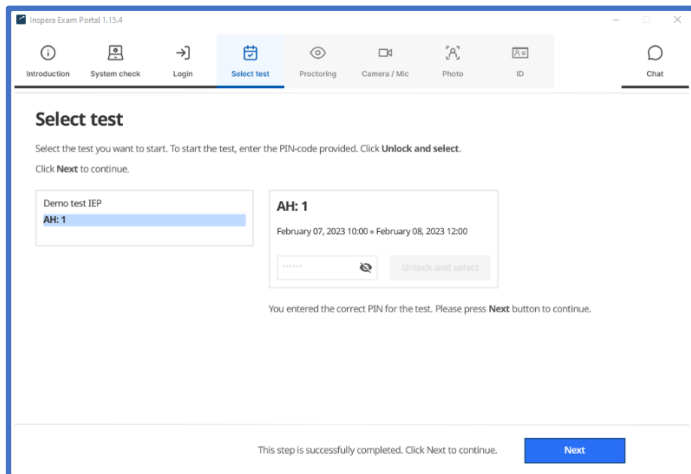 Inspera Exam Portal 1.15.4
Introduction
System check
Login
Select test
Proctoring
Camera / Mic
Photo
ID
Chat
Select test
Select the test you want to start. To start the test, enter the PIN-code provided. Click Unlock and select.
Click Next to continue.
Demo test IEP
AH: 1
AH: 1
February 07, 2023 10:00 » February 08, 2023 12:00
Unlock and select
You entered the correct PIN for the test. Please press Next button to continue.
This step is successfully completed. Click Next to continue.
Next